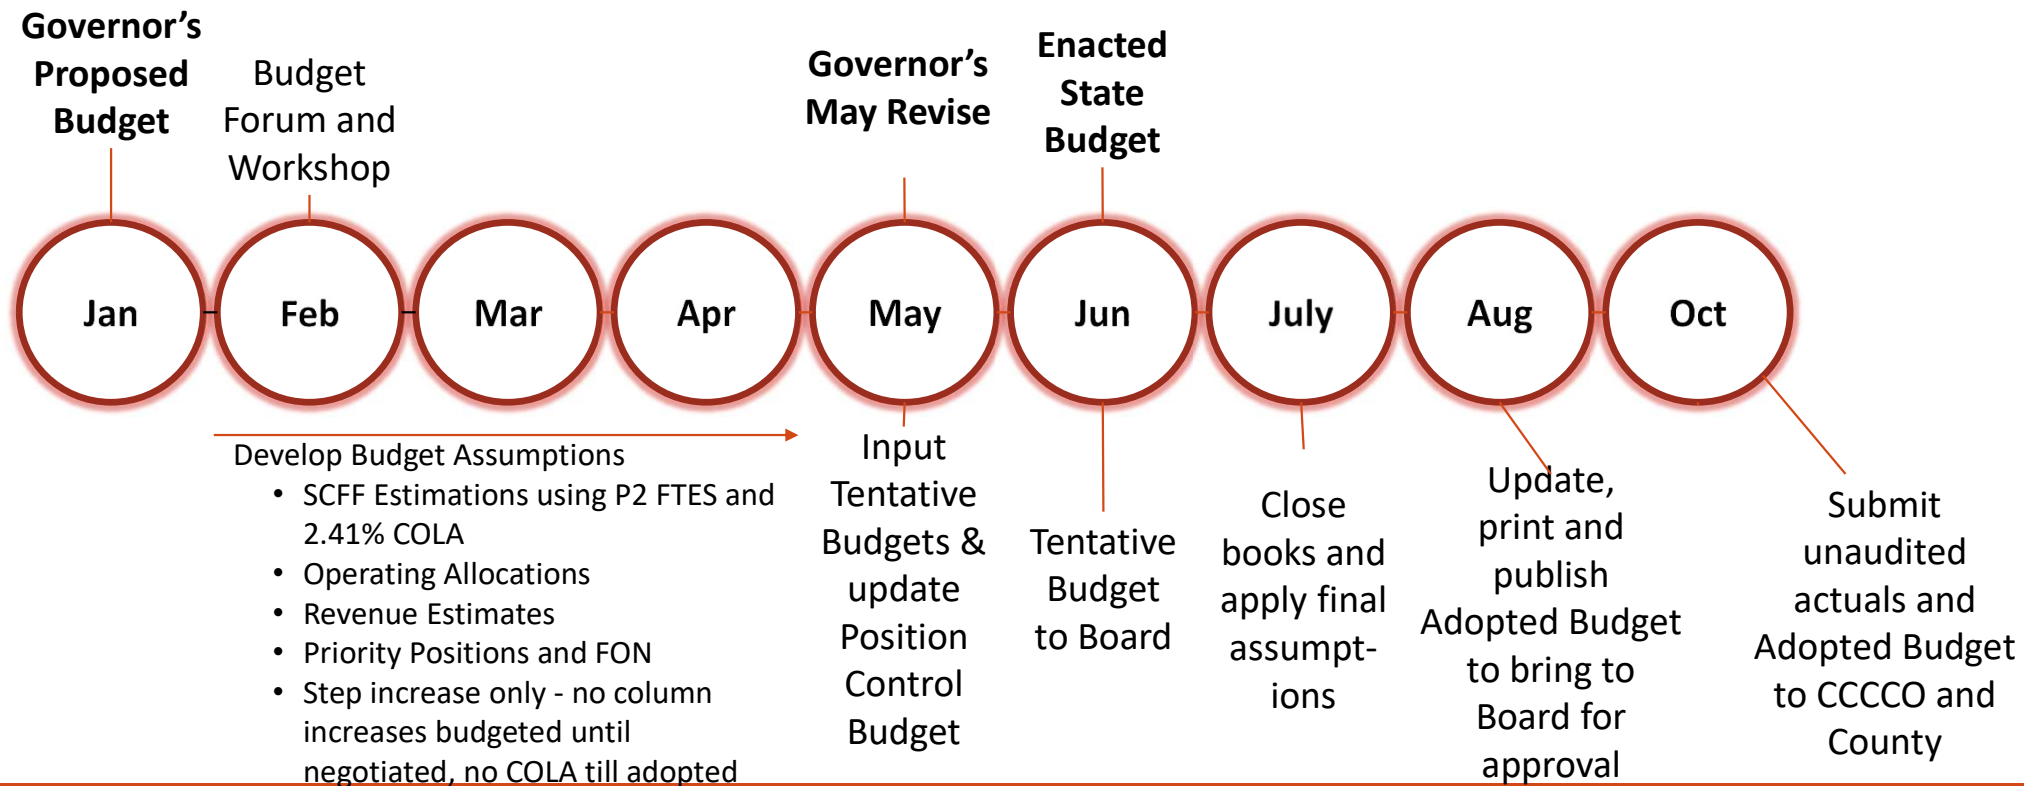 Governor’s
Proposed
Budget
Budget
Forum and
Workshop
Governor’s
May Revise
Enacted
State
Budget
Jan
Feb
Mar
Apr
May
Jun
July
Aug
Oct
Develop Budget Assumptions
• SCFF Estimations using P2 FTES and
2.41% COLA
• Operating Allocations
• Revenue Estimates
• Priority Positions and FON
• Step increase only - no column
increases budgeted until
negotiated, no COLA till adopted
Input
Tentative
Budgets &
update
Position
Control
Budget
Tentative
Budget
to Board
Close
books and
apply final
assumpt-
ions
Update,
print and
publish
Adopted Budget
to bring to
Board for
approval
Submit
unaudited
actuals and
Adopted Budget
to CCCCO and
County